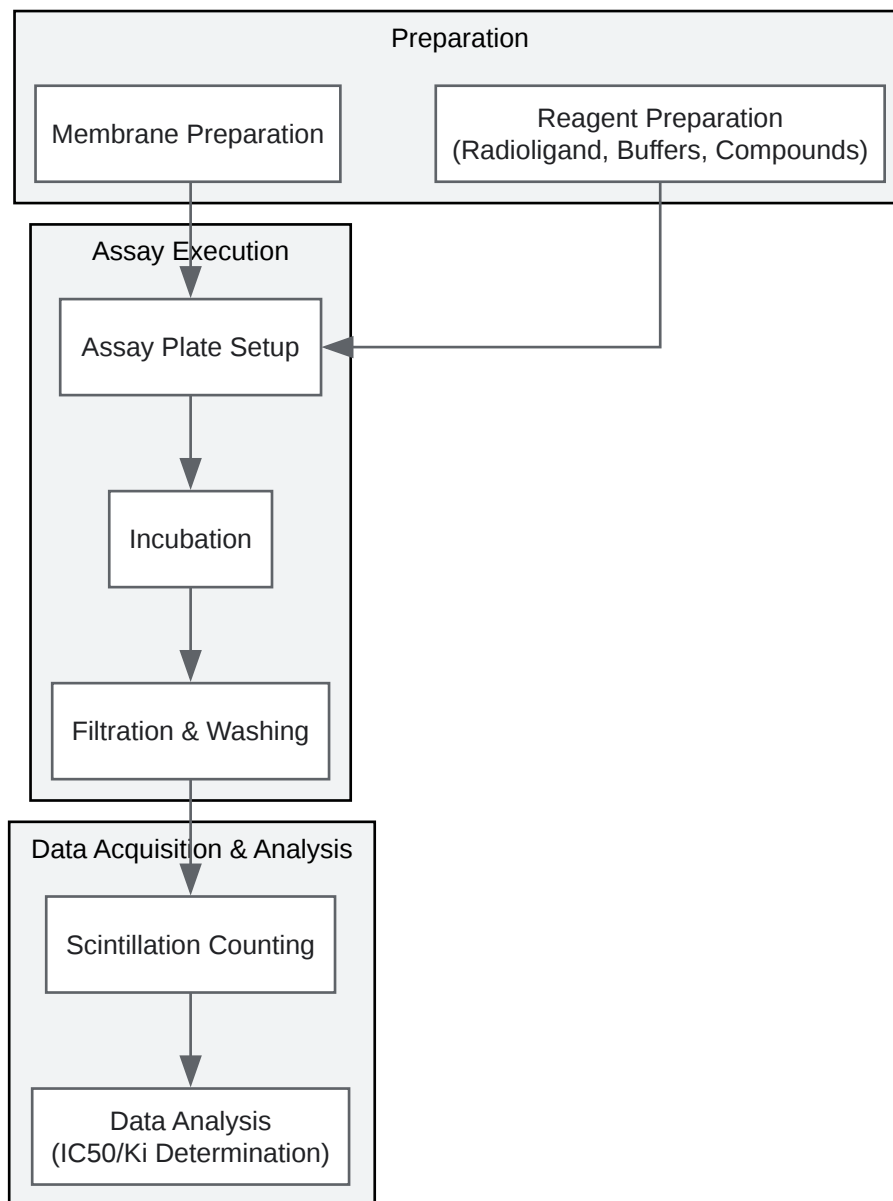 Preparation
Membrane Preparation
Reagent Preparation
(Radioligand, Buffers, Compounds)
Assay Execution
Assay Plate Setup
Incubation
Filtration & Washing
Data Acquisition & Analysis
Scintillation Counting
Data Analysis
(IC50/Ki Determination)